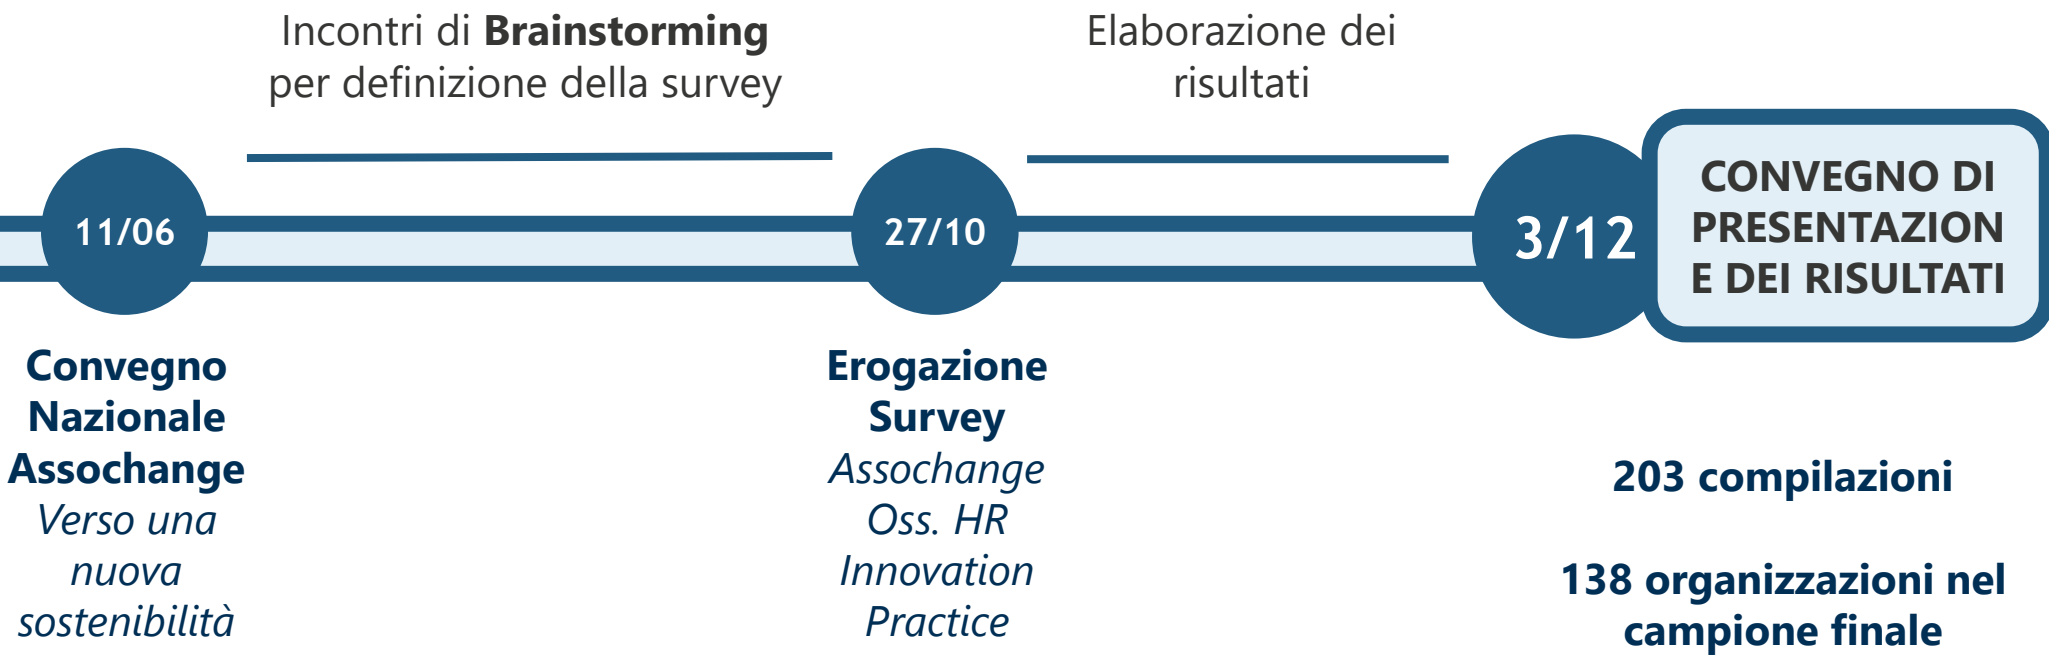 Incontri di Brainstorming
per definizione della survey
Elaborazione dei
risultati
11/06
27/10
3/12
CONVEGNO DI
PRESENTAZION
E DEI RISULTATI
Convegno
Nazionale
Assochange
Verso una
nuova
sostenibilità
Erogazione
Survey
Assochange
Oss. HR
Innovation
Practice
203 compilazioni
138 organizzazioni nel
campione finale